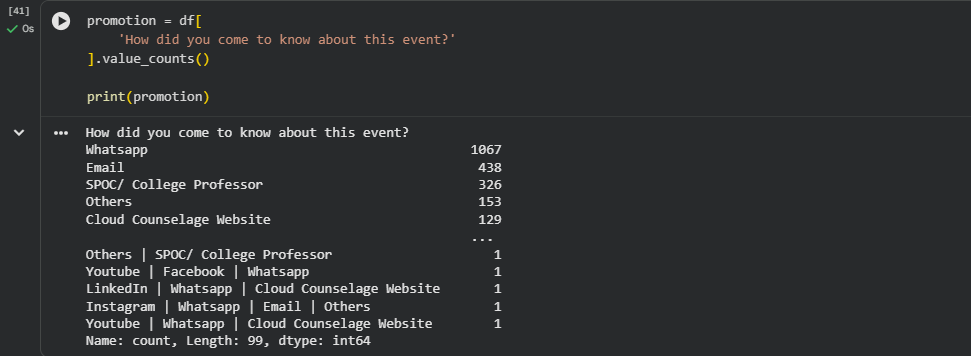 [41]
0s
promotion = df[
    'How did you come to know about this event?'
].value_counts()
print(promotion)
How did you come to know about this event?
Whatsapp 1067
Email 438
SPOC/ College Professor 326
Others 153
Cloud Counselage Website 129
...
Others | SPOC/ College Professor 1
Youtube | Facebook | Whatsapp 1
LinkedIn | Whatsapp | Cloud Counselage Website 1
Instagram | Whatsapp | Email | Others 1
Youtube | Whatsapp | Cloud Counselage Website 1
Name: count, Length: 99, dtype: int64